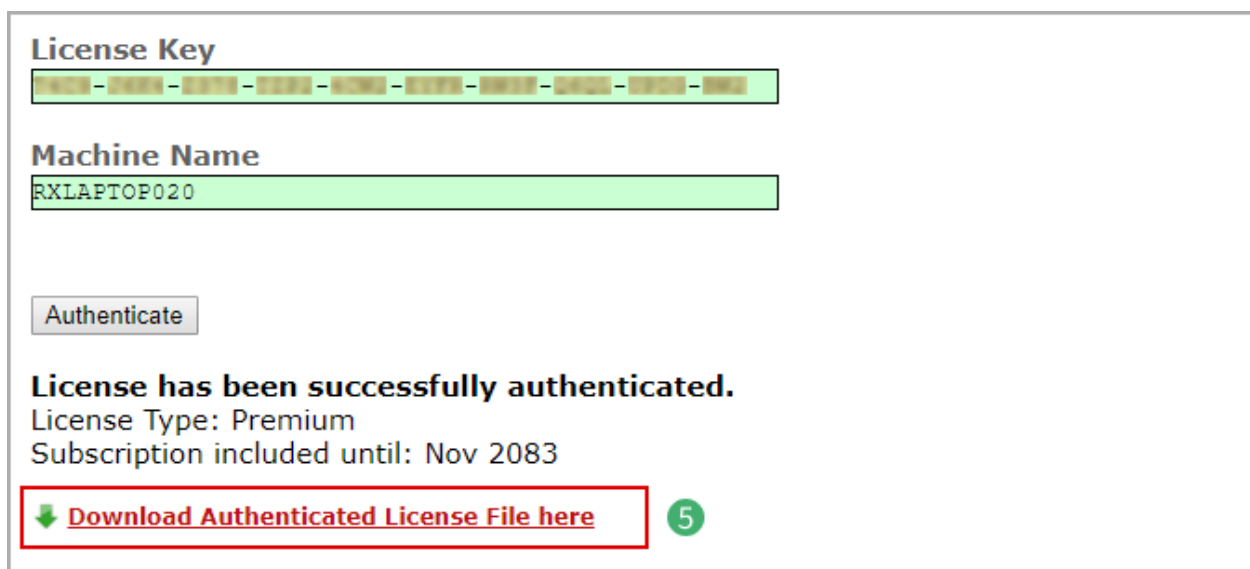 License Key
Machine Name
RXLAPTOP020
Authenticate
License has been successfully authenticated.
License Type: Premium
Subscription included until: Nov 2083
Download Authenticated License File here
5